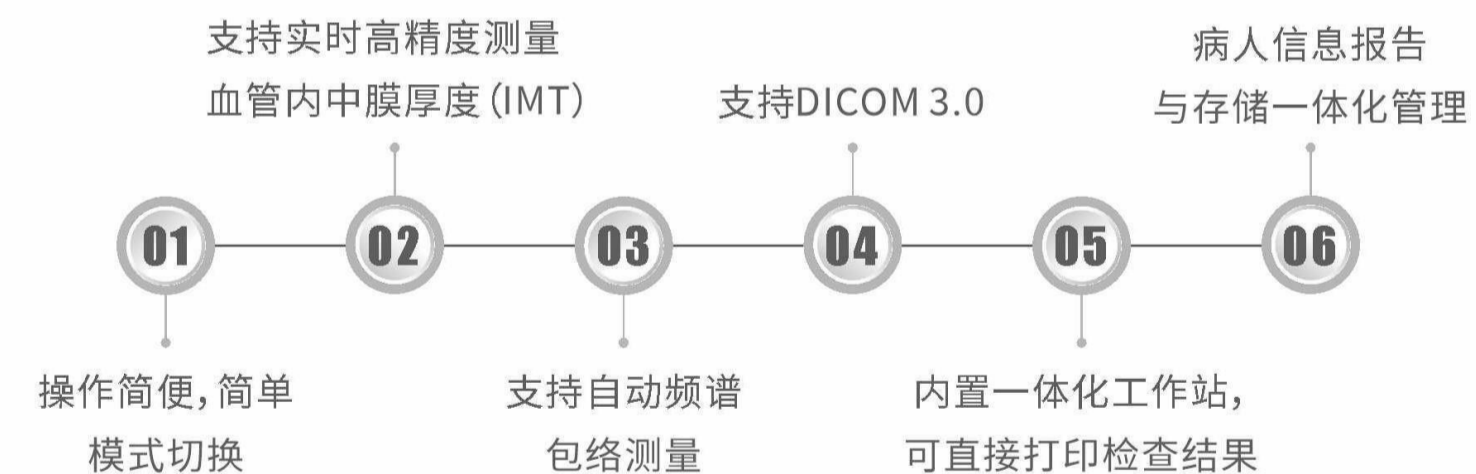 支持实时高精度测量
血管内中膜厚度(IMT)
支持DICOM 3.0
病人信息报告
与存储一体化管理
01
02
03
04
05
06
操作简便,简单
模式切换
支持自动频谱
包络测量
内置一体化工作站,
可直接打印检查结果